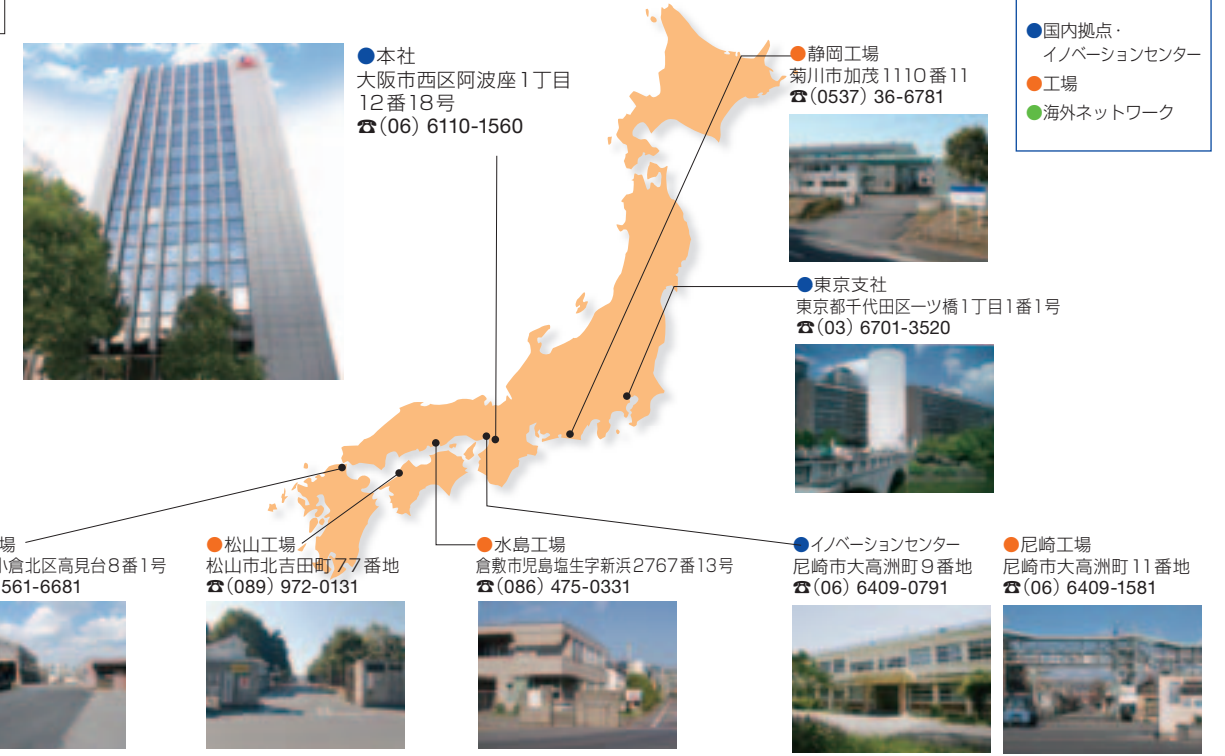 ●本社
大阪市西区阿波座1丁目
12番18号
☎(06) 6110-1560
●静岡工場
菊川市加茂1110番11
☎(0537) 36-6781
●国内拠点・
イノベーションセンター
●工場
●海外ネットワーク
●東京支社
東京都千代田区一ツ橋1丁目1番1号
☎(03) 6701-3520
場
小倉北区高見台8番1号
561-6681
●松山工場
松山市北吉田町77番地
☎(089) 972-0131
●水島工場
倉敷市児島塩生字新浜2767番13号
☎(086) 475-0331
●イノベーションセンター
尼崎市大高洲町9番地
☎(06) 6409-0791
●尼崎工場
尼崎市大高洲町11番地
☎(06) 6409-1581